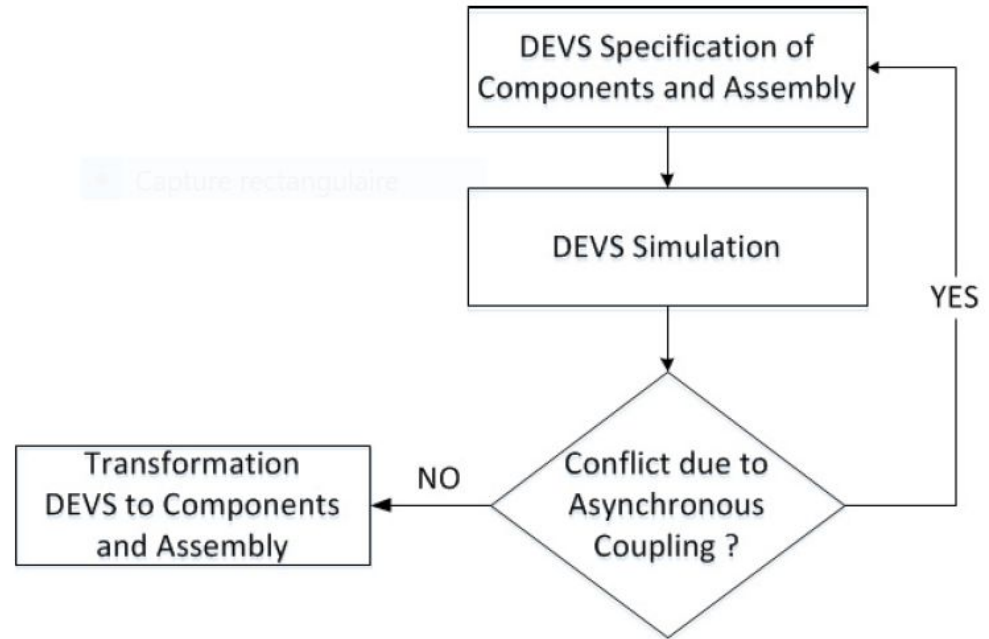 DEVS Specification of
Components and Assembly
Capture rectangulaire
DEVS Simulation
YES
Conflict due to
Asynchronous
Coupling ?
NO
Transformation
DEVS to Components
and Assembly